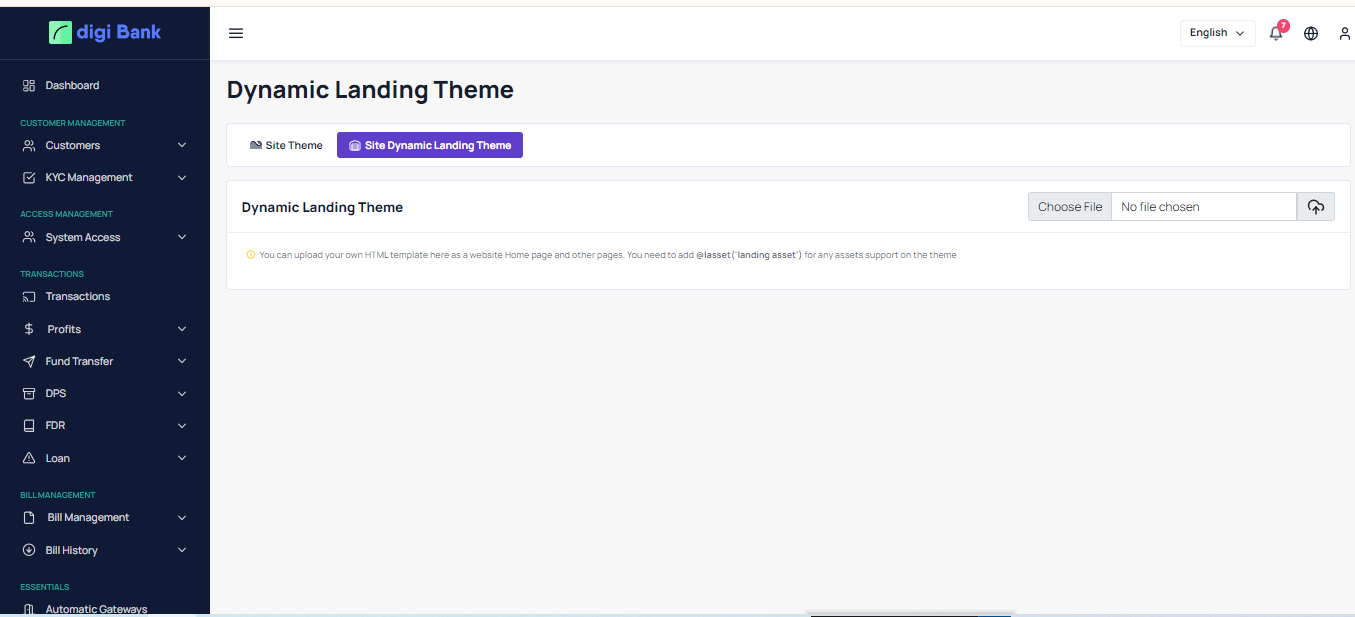 digi Bank
English
7
Dashboard
Dynamic Landing Theme
CUSTOMER MANAGEMENT
Customers
KYC Management
Site Theme
Site Dynamic Landing Theme
ACCESS MANAGEMENT
System Access
Dynamic Landing Theme
Choose File
No file chosen
You can upload your own HTML template here as a website Home page and other pages. You need to add @lasset('landing asset') for any assets support on the theme
TRANSACTIONS
Transactions
Profits
Fund Transfer
DPS
FDR
Loan
BILL MANAGEMENT
Bill Management
Bill History
ESSENTIALS
Automatic Gateways